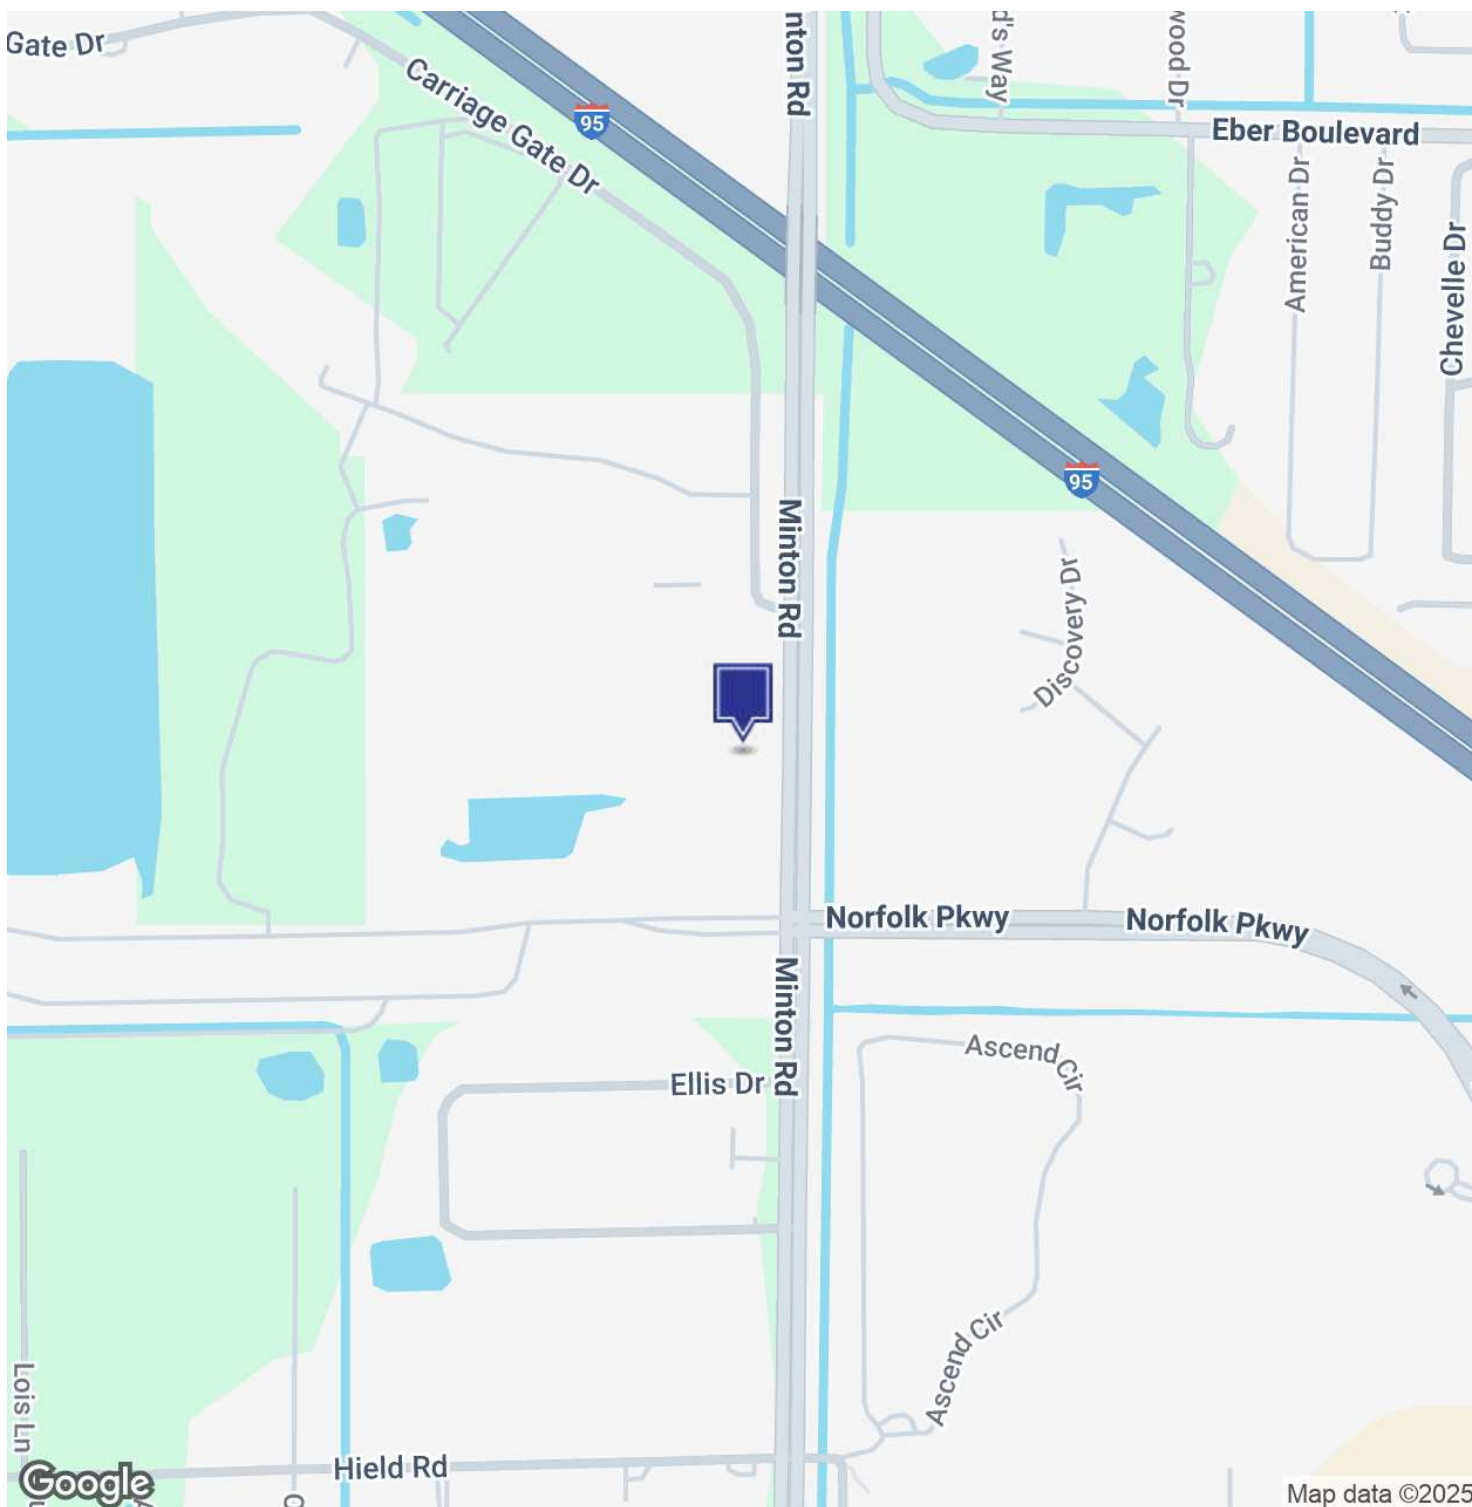 Gate Dr
Carriage Gate Dr
95
nton Rd
d's Way
wood Dr
Eber Boulevard
American Dr
Buddy Dr
Chevelle Dr
95
Minton Rd
Discovery Dr
Norfolk Pkwy
Norfolk Pkwy
Minton Rd
Ascend Cir
Ellis Dr
Ascend Cir
Lois Ln
Hield Rd
Google
Map data ©2025